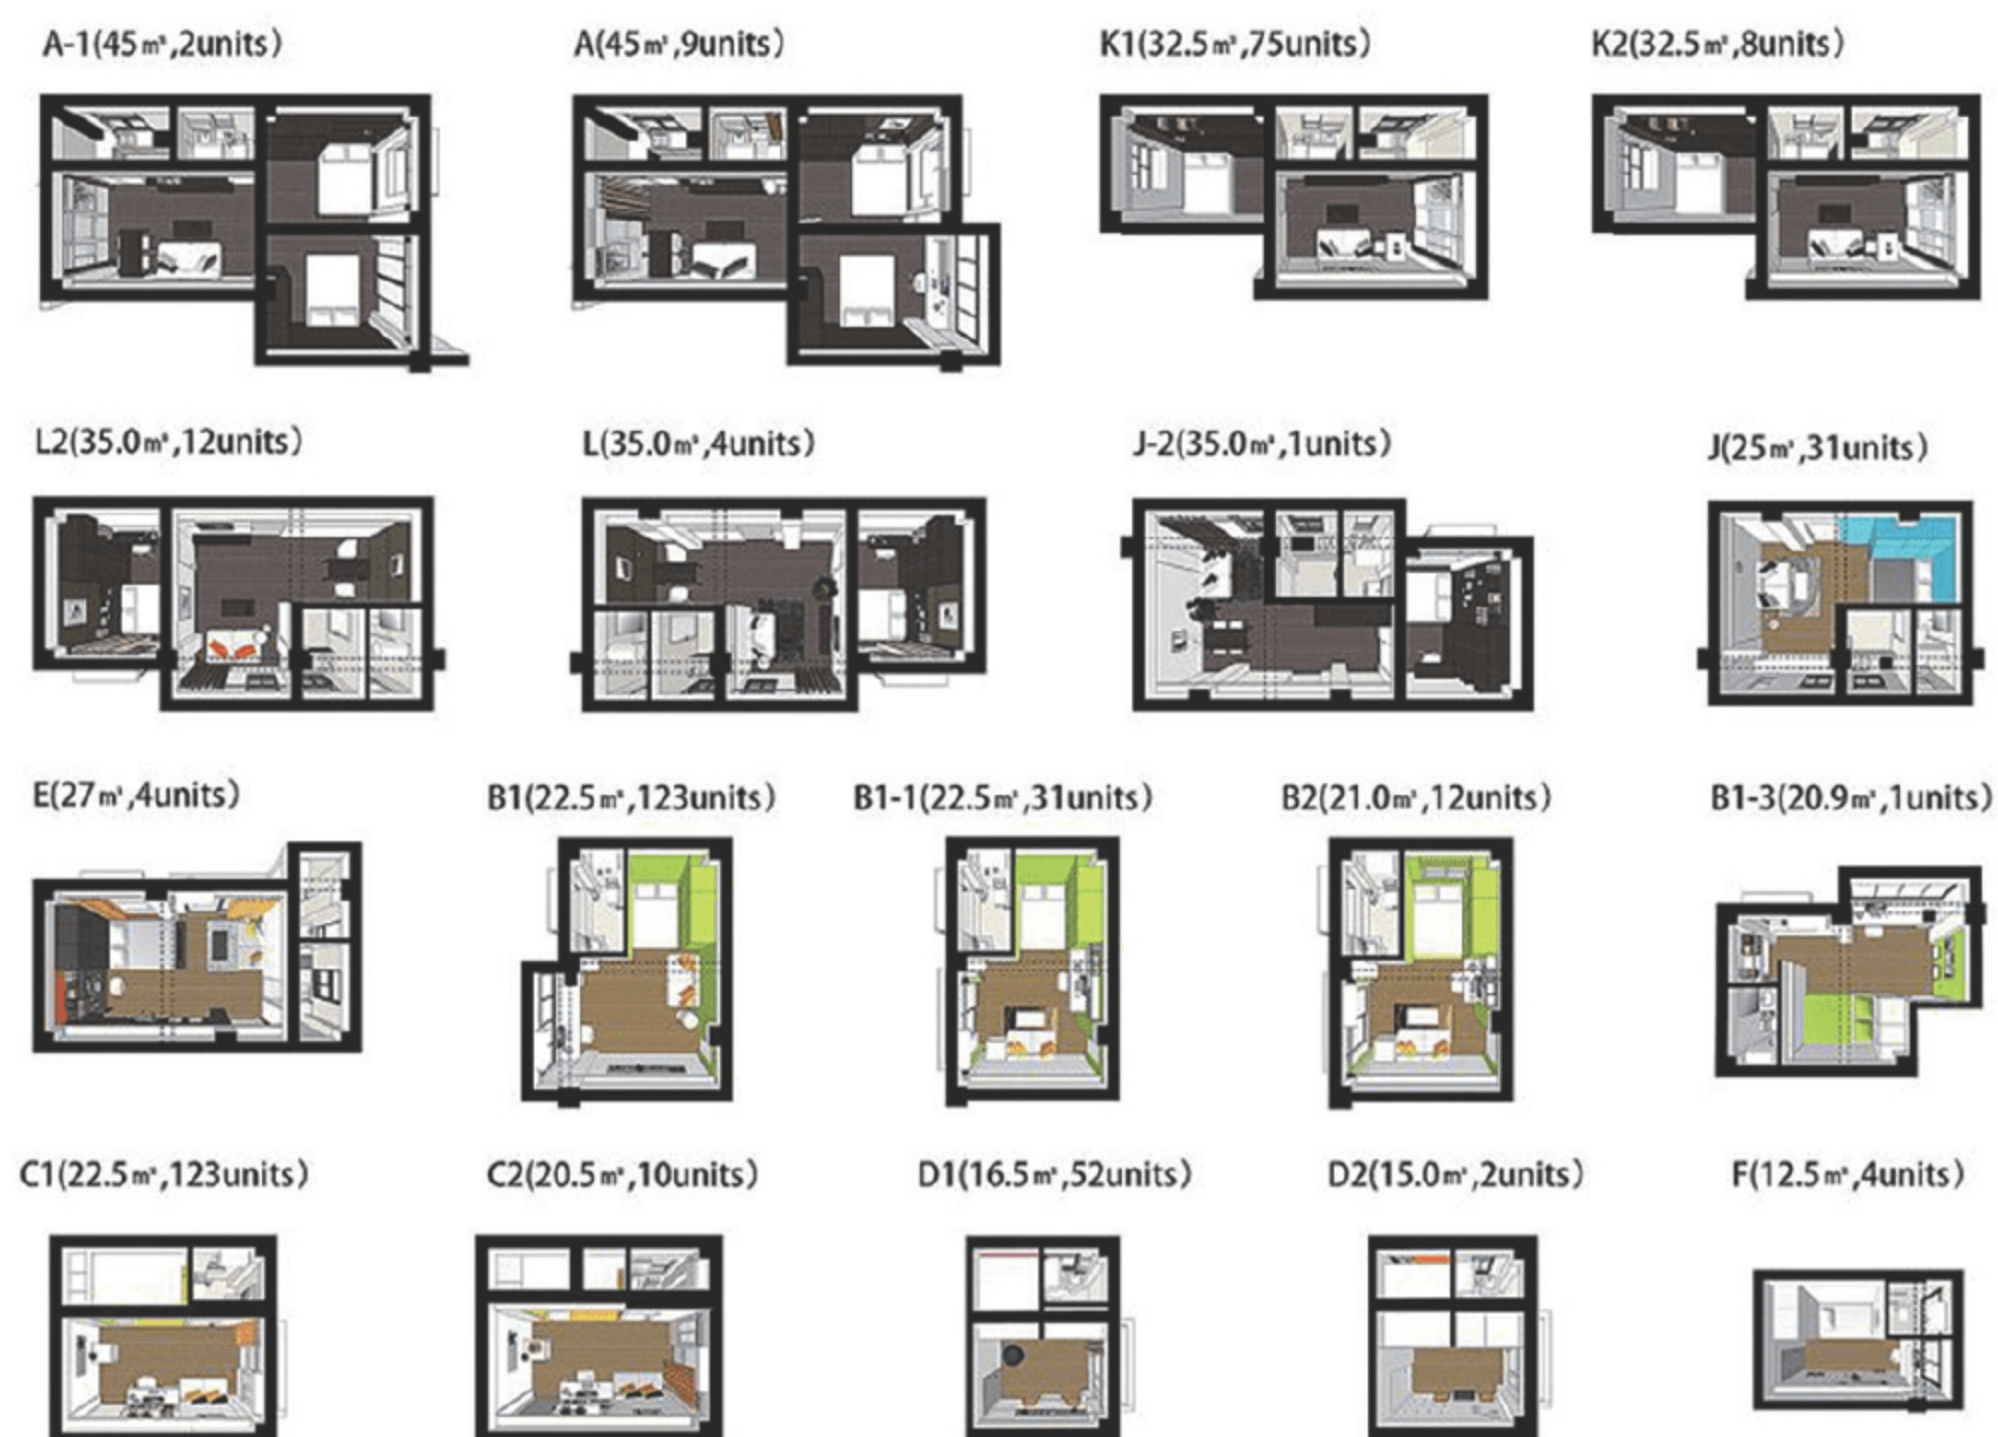 A-1(45㎡,2units)
A(45㎡,9units)
K1(32.5㎡,75units)
K2(32.5㎡,8units)
L2(35.0㎡,12units)
L(35.0㎡,4units)
J-2(35.0㎡,1units)
J(25㎡,31units)
E(27㎡,4units)
B1(22.5㎡,123units)
B1-1(22.5㎡,31units)
B2(21.0㎡,12units)
B1-3(20.9㎡,1units)
C1(22.5㎡,123units)
C2(20.5㎡,10units)
D1(16.5㎡,52units)
D2(15.0㎡,2units)
F(12.5㎡,4units)